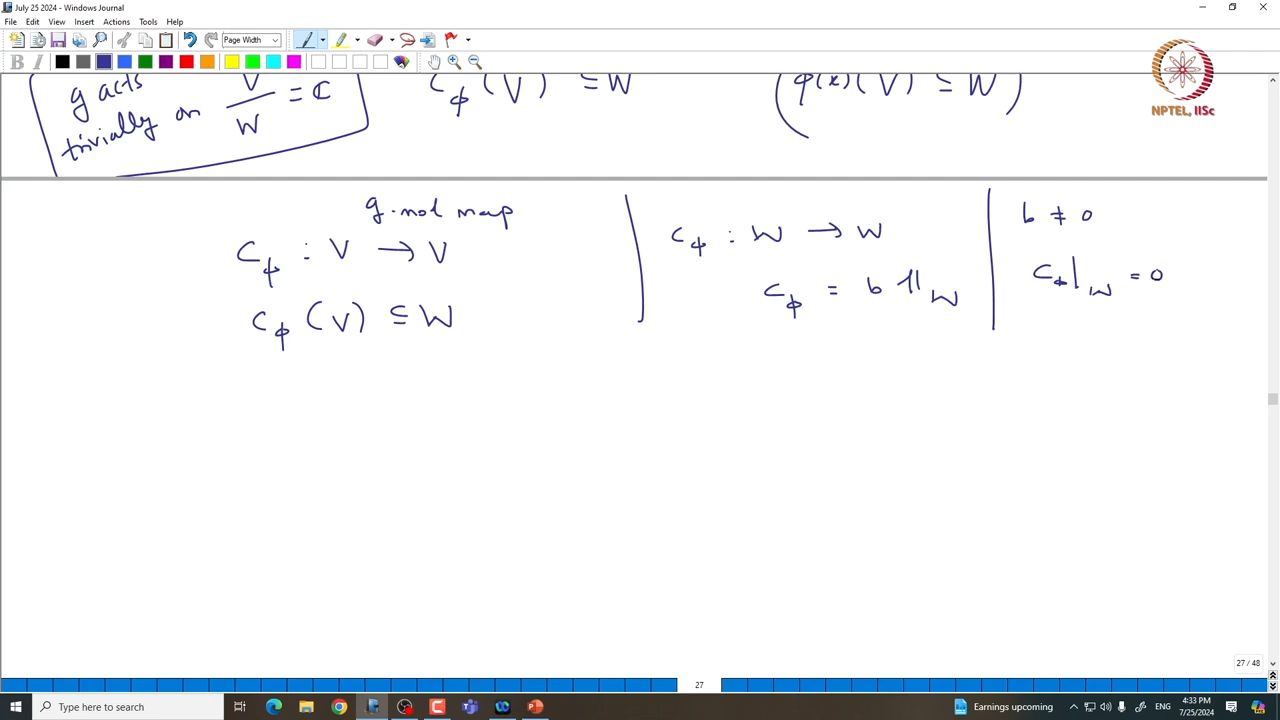 July 25 2024 - Windows Journal
File Edit View Insert Actions Tools Help
Page Width
B I
NPTEL, IISc
g acts trivially on V/W = ℂ
C_φ(V) ⊆ W
(φ(x)(V) ⊆ W)
g-mod map
C_φ : V → V
C_φ(V) ⊆ W
C_φ : W → W
C_φ = b 1_W
b ≠ 0
C_φ|_W = 0
27 / 48
27
Type here to search
Earnings upcoming
ENG
4:33 PM
7/25/2024